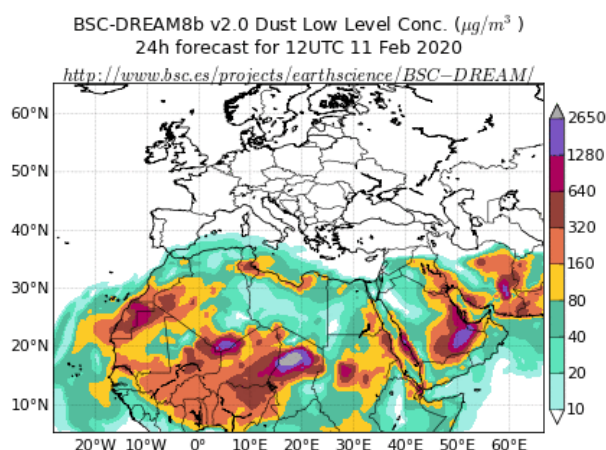 BSC-DREAM8b v2.0 Dust Low Level Conc. (μg/m³ )
24h forecast for 12UTC 11 Feb 2020
http://www.bsc.es/projects/earthscience/BSC−DREAM/
60°N
50°N
40°N
30°N
20°N
10°N
20°W
10°W
0°
10°E
20°E
30°E
40°E
50°E
60°E
2650
1280
640
320
160
80
40
20
10